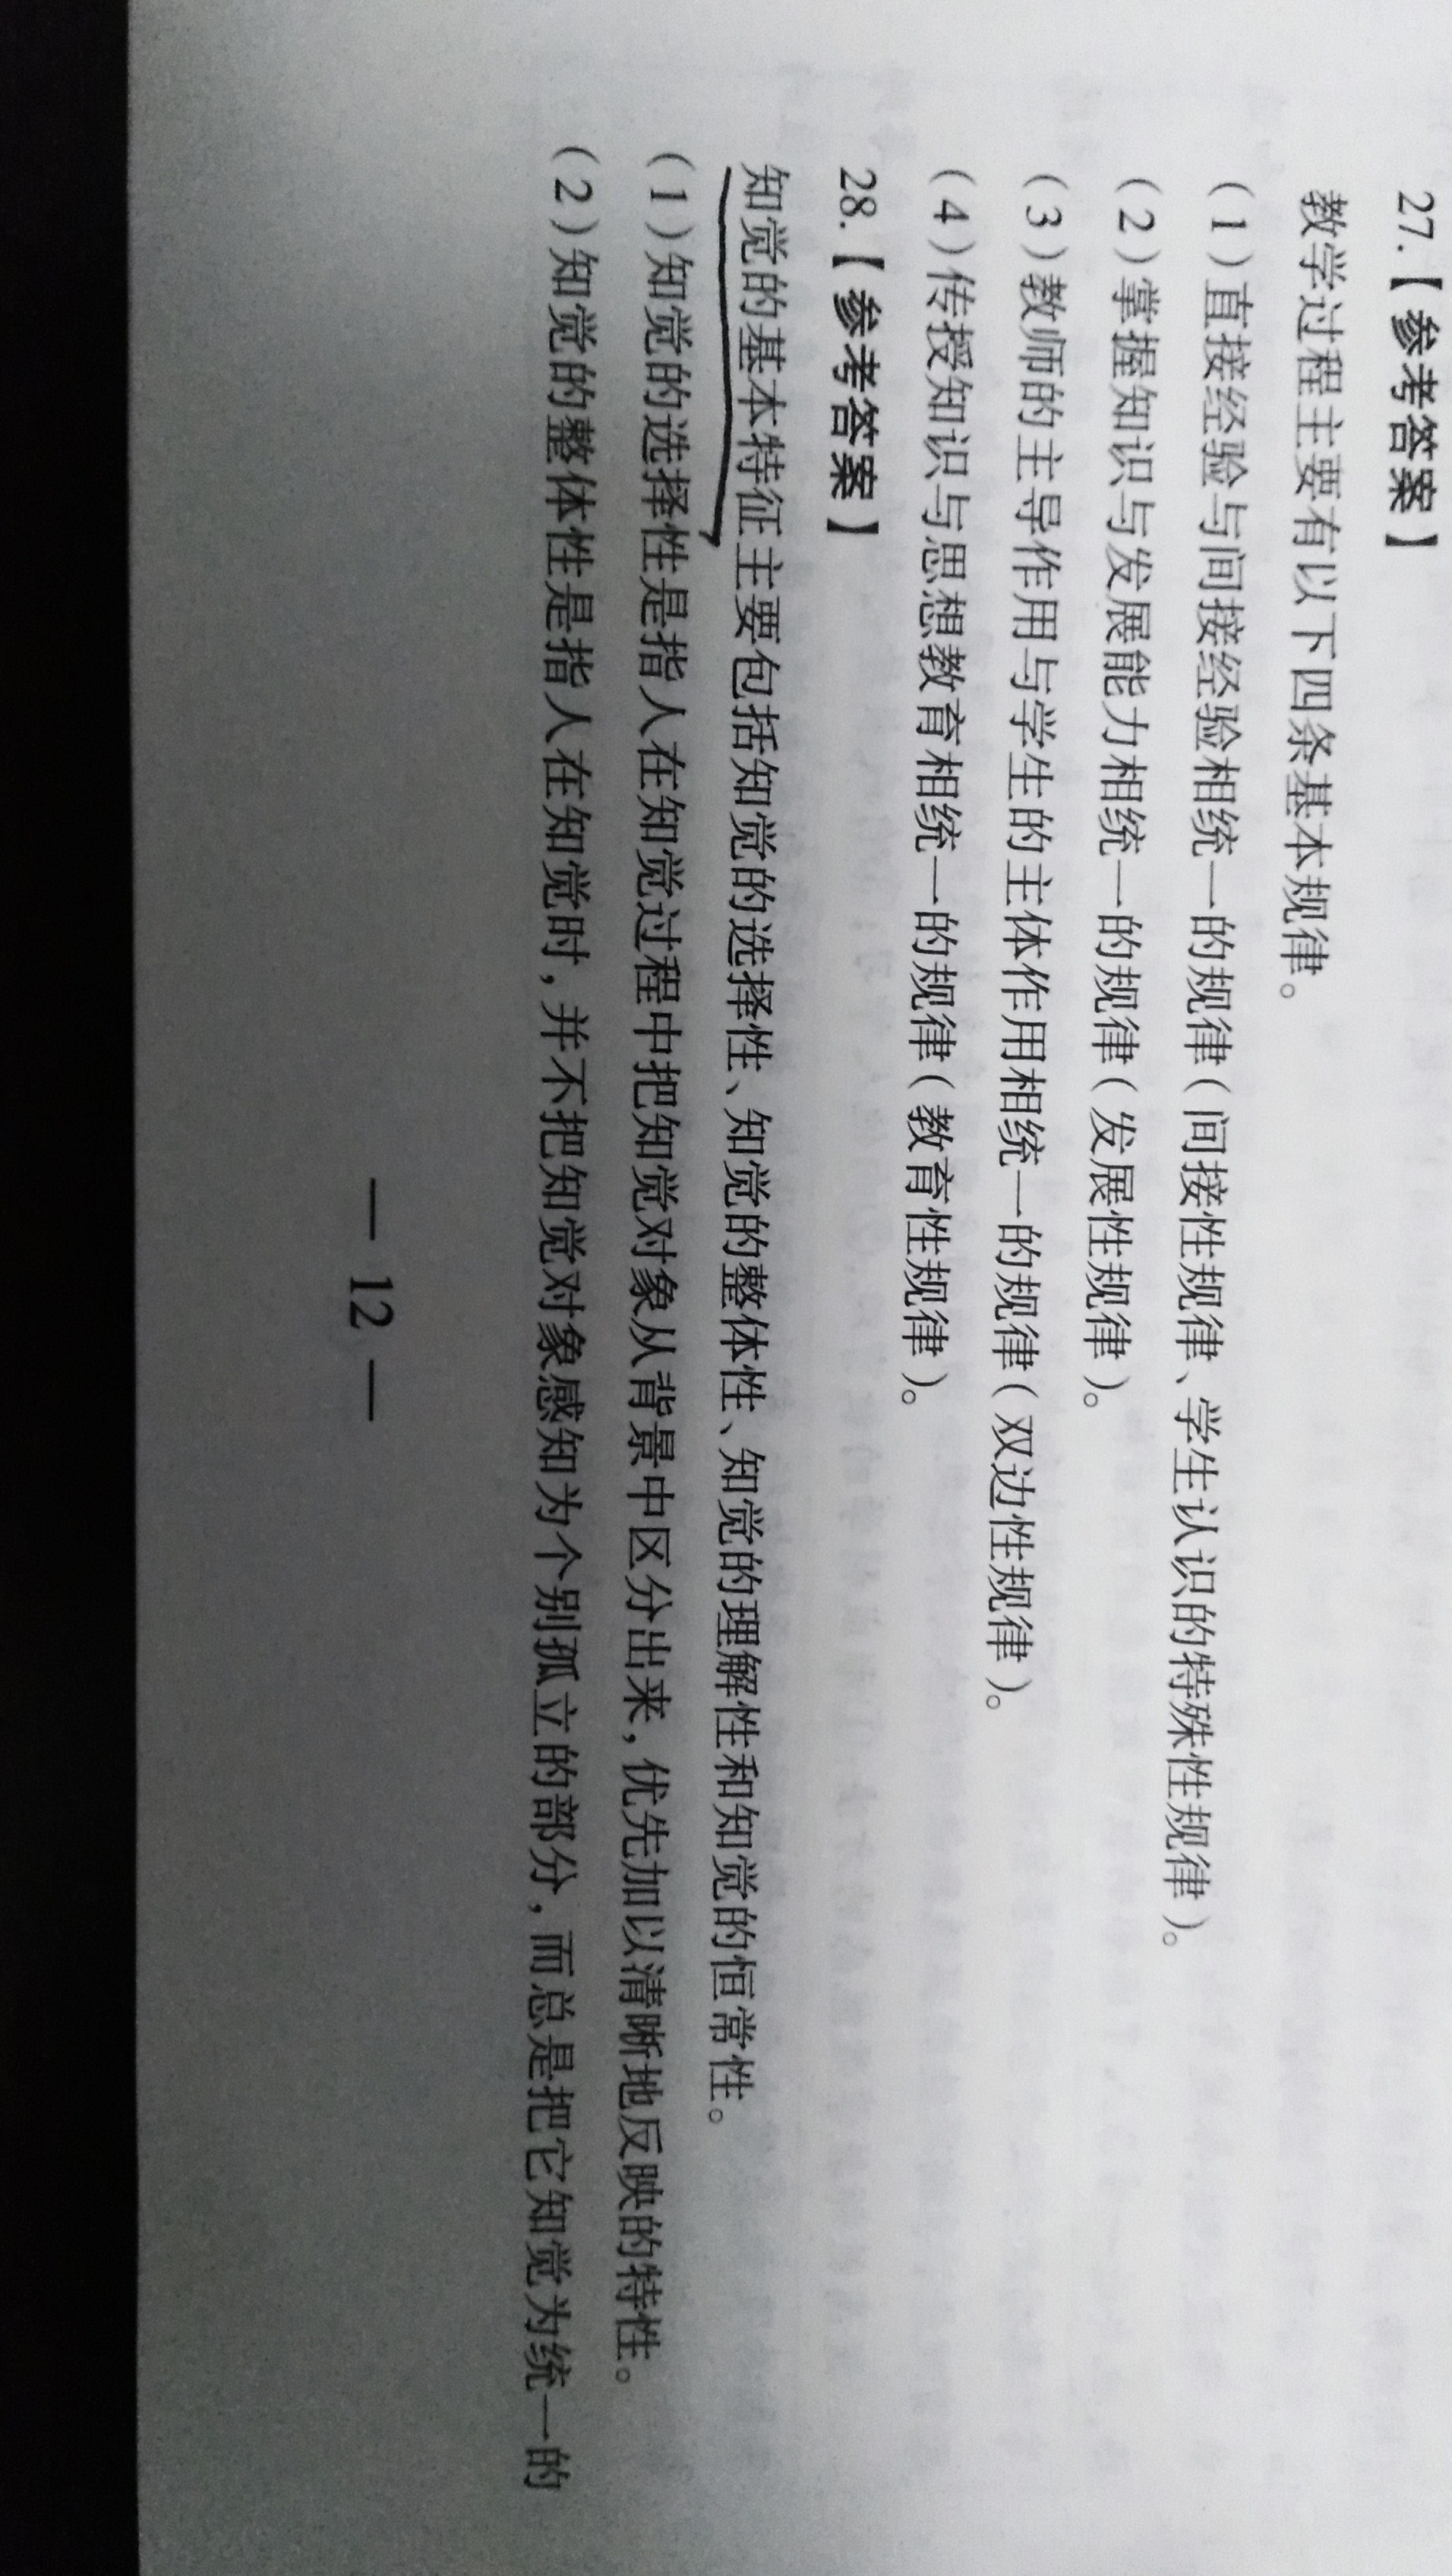 27.【参考答案】
教学过程主要有以下四条基本规律。
（1）直接经验与间接经验相统一的规律（间接性规律、学生认识的特殊性规律）。
（2）掌握知识与发展能力相统一的规律（发展性规律）。
（3）教师的主导作用与学生的主体作用相统一的规律（双边性规律）。
（4）传授知识与思想教育相统一的规律（教育性规律）。
28.【参考答案】
知觉的基本特征主要包括知觉的选择性、知觉的整体性、知觉的理解性和知觉的恒常性。
（1）知觉的选择性是指人在知觉过程中把知觉对象从背景中区分出来，优先加以清晰地反映的特性。
（2）知觉的整体性是指人在知觉时，并不把知觉对象感知为个别孤立的部分，而总是把它知觉为统一的
— 12 —